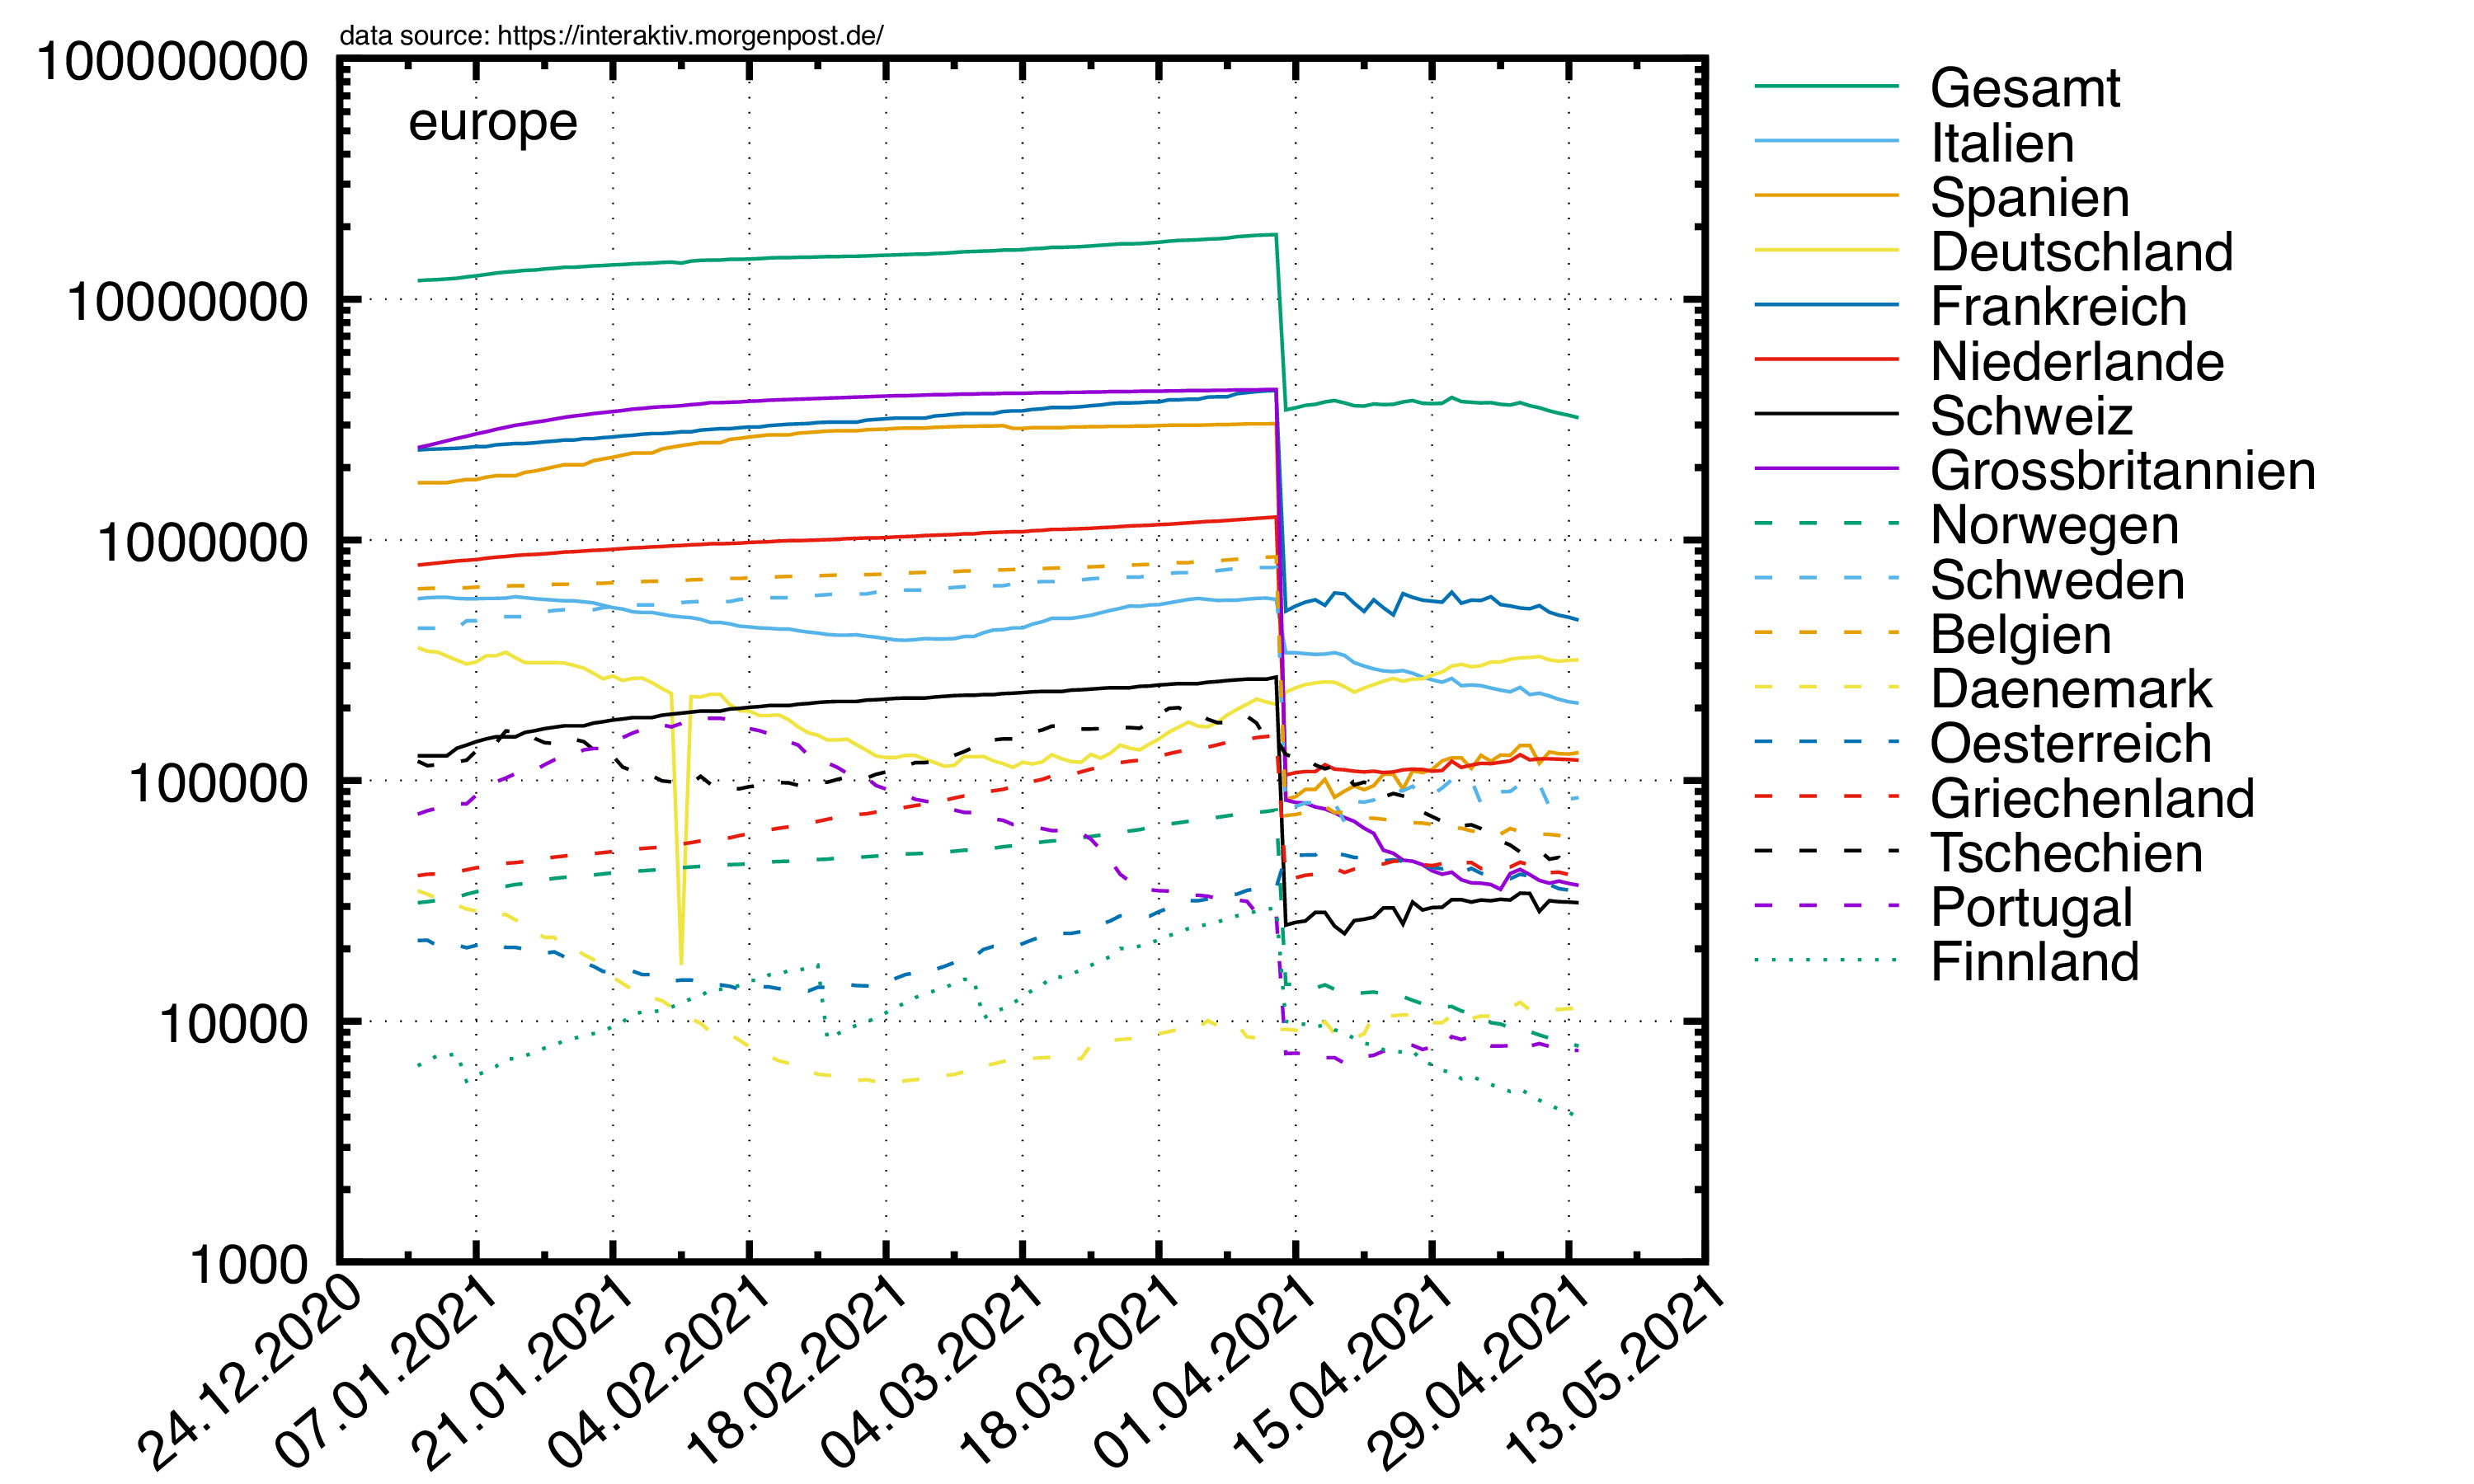 data source: https://interaktiv.morgenpost.de/
europe
100000000
10000000
1000000
100000
10000
1000
24.12.2020
07.01.2021
21.01.2021
04.02.2021
18.02.2021
04.03.2021
18.03.2021
01.04.2021
15.04.2021
29.04.2021
13.05.2021
Gesamt
Italien
Spanien
Deutschland
Frankreich
Niederlande
Schweiz
Grossbritannien
Norwegen
Schweden
Belgien
Daenemark
Oesterreich
Griechenland
Tschechien
Portugal
Finnland